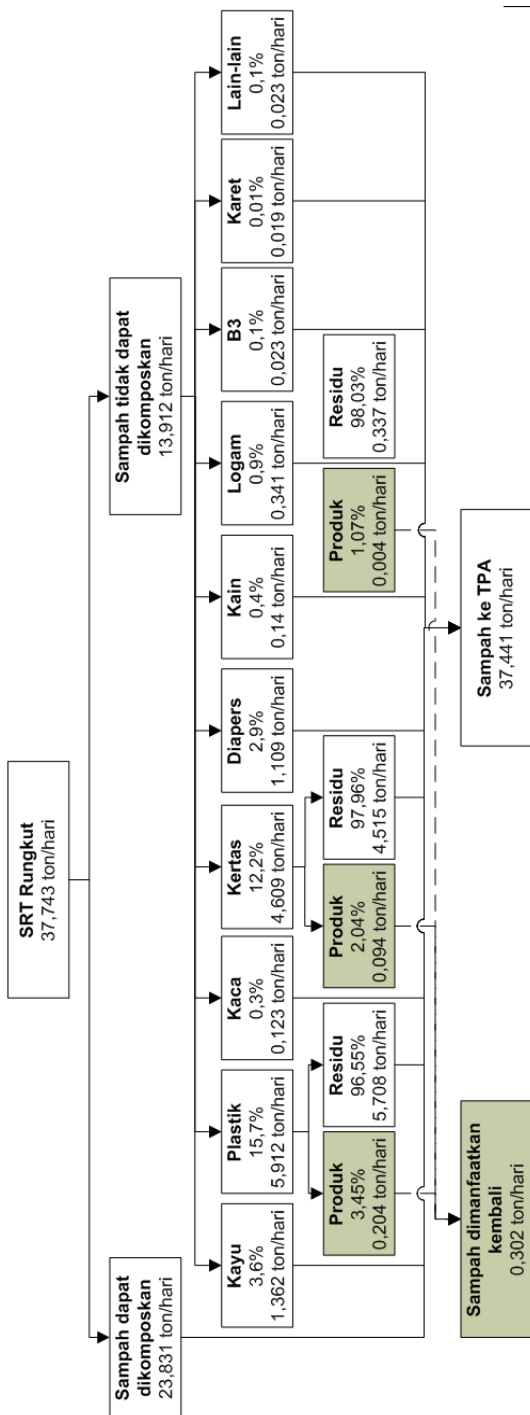 SRT Rungkut
37,743 ton/hari
Sampah dapat
dikomposkan
23,831 ton/hari
Sampah tidak dapat
dikomposkan
13,912 ton/hari
Kayu
3,6%
1,362 ton/hari
Plastik
15,7%
5,912 ton/hari
Kaca
0,3%
0,123 ton/hari
Kertas
12,2%
4,609 ton/hari
Diapers
2,9%
1,109 ton/hari
Kain
0,4%
0,14 ton/hari
Logam
0,9%
0,341 ton/hari
B3
0,1%
0,023 ton/hari
Karet
0,01%
0,019 ton/hari
Lain-lain
0,1%
0,023 ton/hari
Produk
3,45%
0,204 ton/hari
Residu
96,55%
5,708 ton/hari
Produk
2,04%
0,094 ton/hari
Residu
97,96%
4,515 ton/hari
Produk
1,07%
0,004 ton/hari
Residu
98,03%
0,337 ton/hari
Sampah dimanfaatkan
kembali
0,302 ton/hari
Sampah ke TPA
37,441 ton/hari